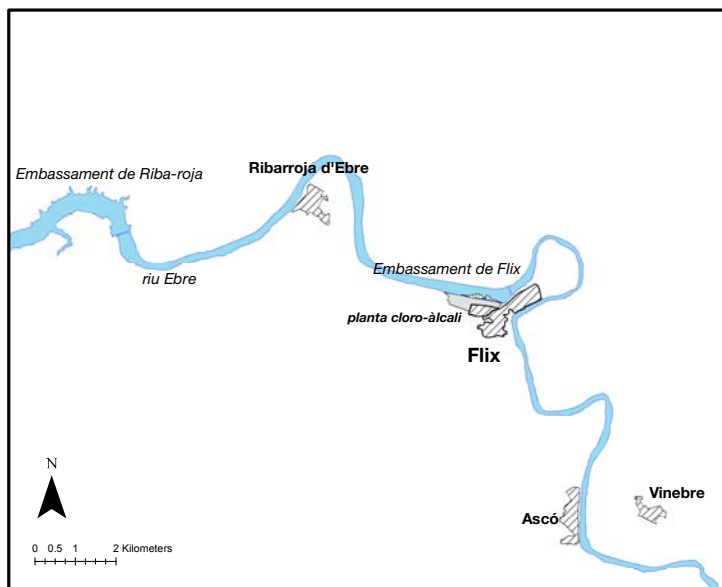 Ribarroja d'Ebre
Embassament de Riba-roja
riu Ebre
Embassament de Flix
planta cloro-àlcali
Flix
N
Vinebre
Ascó
0 0.5 1 2 Kilometers